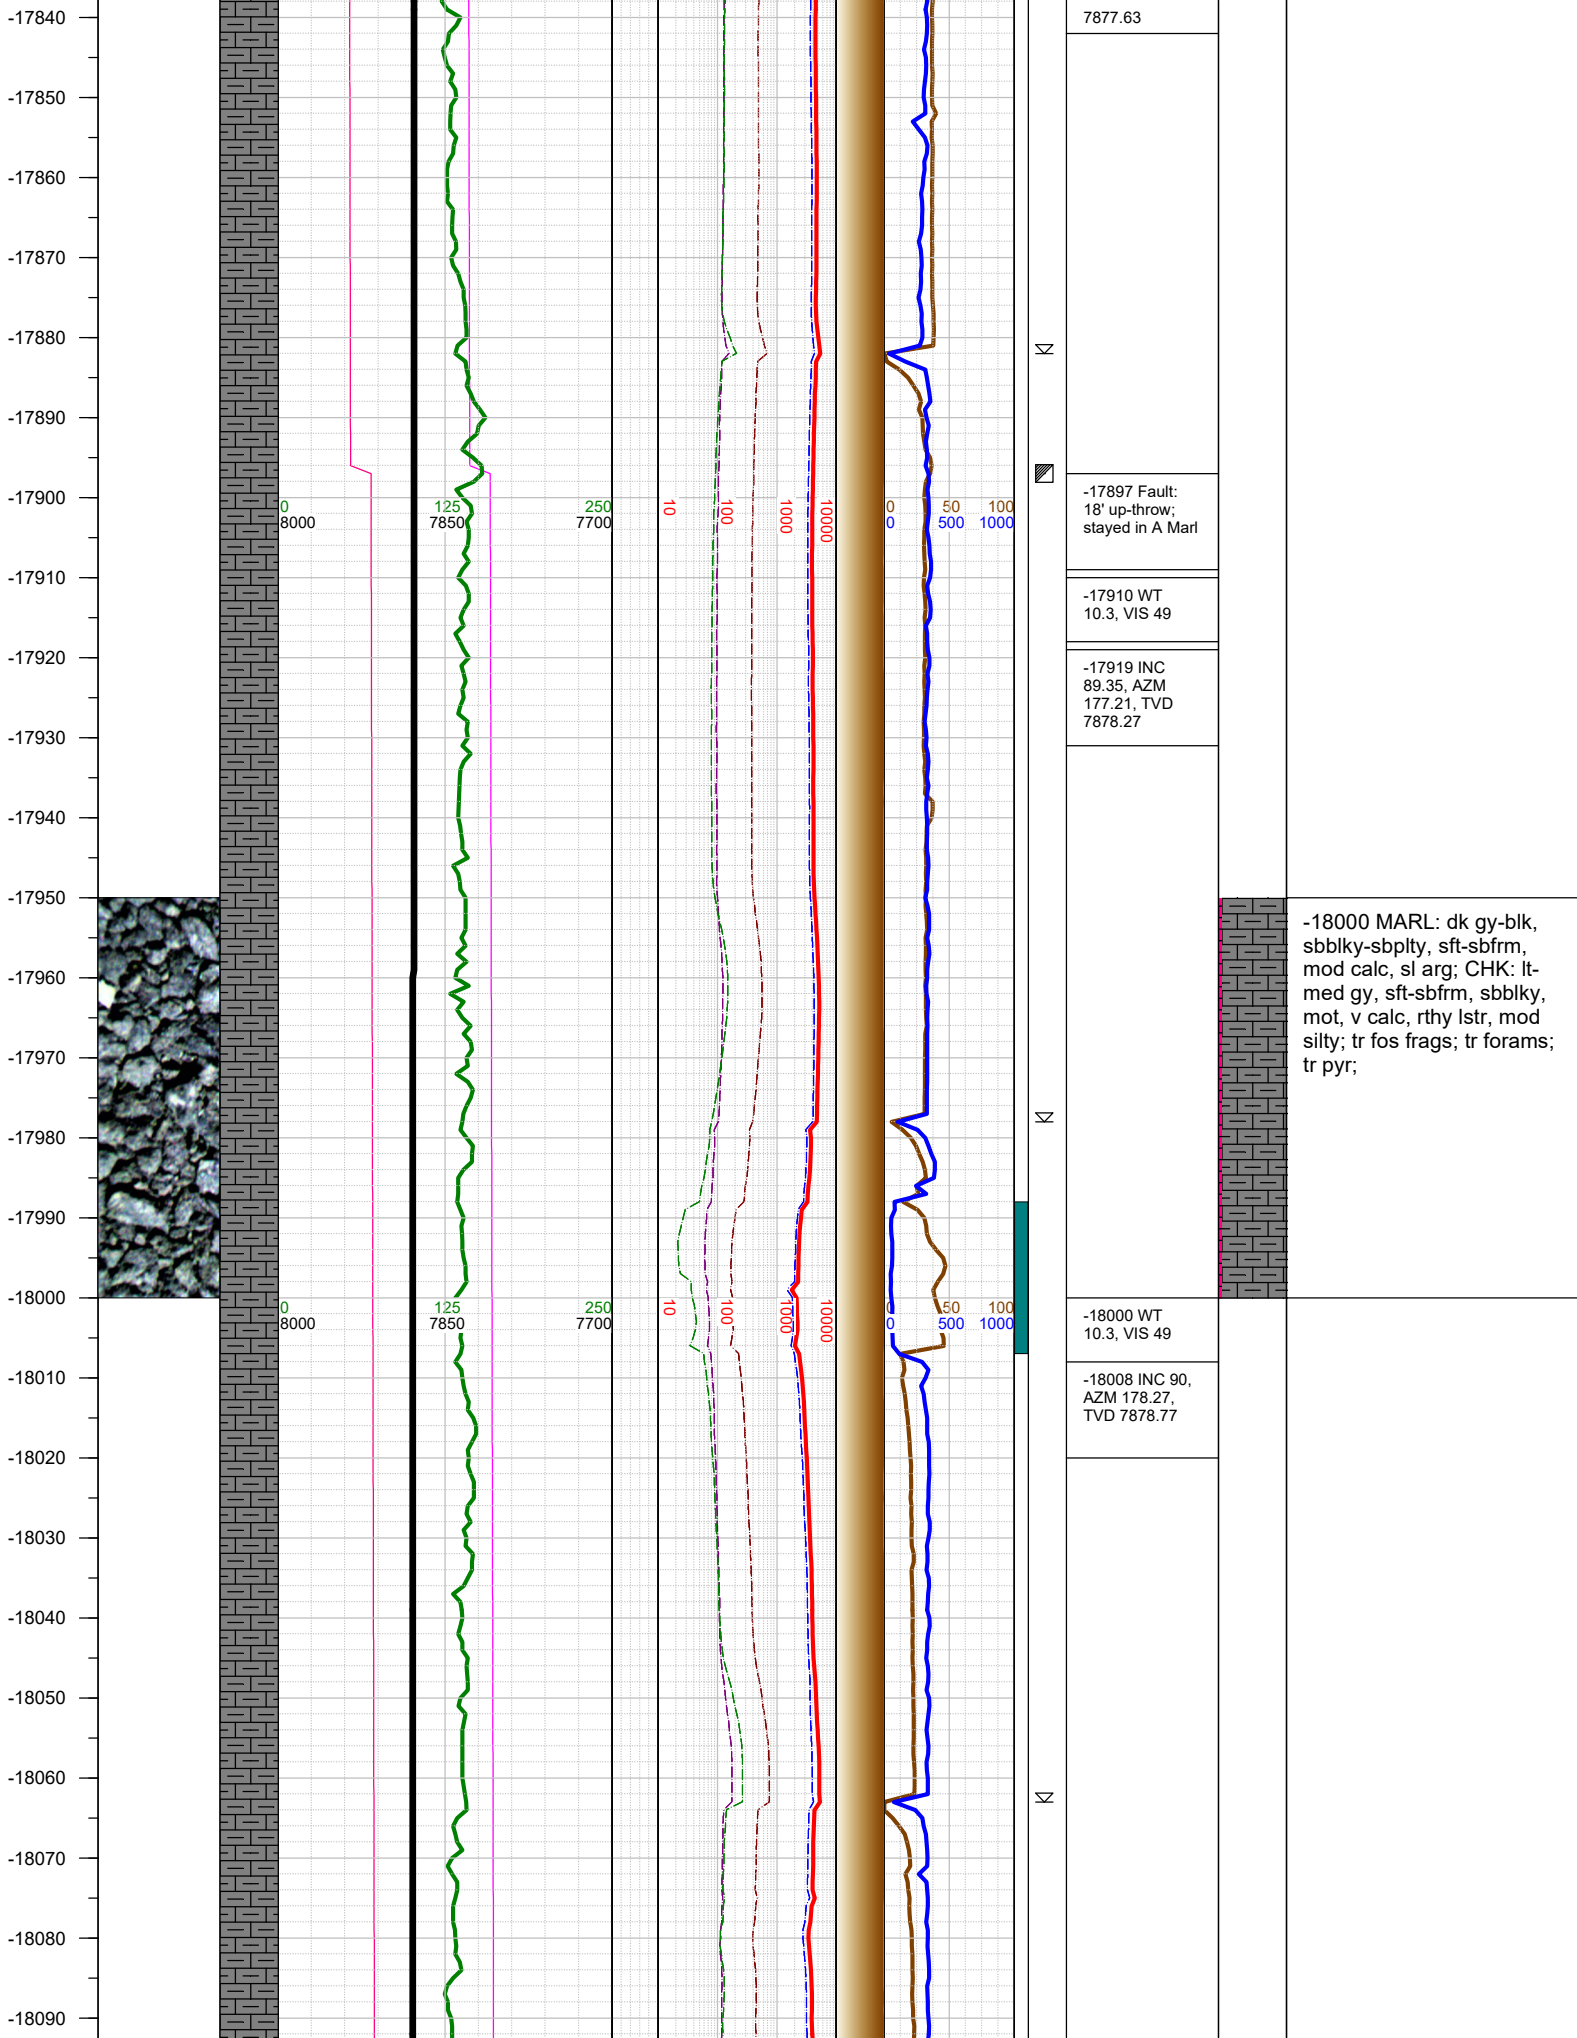 -17840
7877.63
-17850
-17860
-17870
-17880
-17890
-17900
0 125 250
8000 7850 7700
10 100 1000 10000
0 50 100
0 500 1000
-17897 Fault:
18' up-throw;
stayed in A Marl
-17910
-17910 WT
10.3, VIS 49
-17920
-17919 INC
89.35, AZM
177.21, TVD
7878.27
-17930
-17940
-17950
-18000 MARL: dk gy-blk,
sbblky-sbplty, sft-sbfrm,
mod calc, sl arg; CHK: lt-
med gy, sft-sbfrm, sbblky,
mot, v calc, rthy lstr, mod
silty; tr fos frags; tr forams;
tr pyr;
-17960
-17970
-17980
-17990
-18000
0 125 250
8000 7850 7700
10 100 1000 10000
0 50 100
0 500 1000
-18000 WT
10.3, VIS 49
-18010
-18008 INC 90,
AZM 178.27,
TVD 7878.77
-18020
-18030
-18040
-18050
-18060
-18070
-18080
-18090